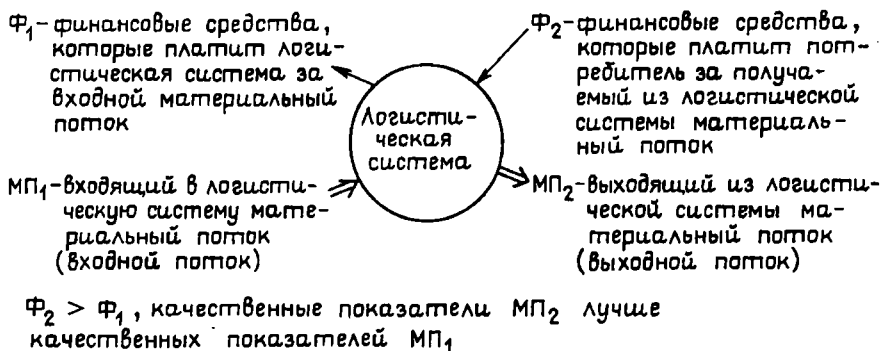 Ф₁-финансовые средства,
которые платит логи-
стическая система за
входной материальный
поток
Ф₂-финансовые средства,
которые платит пот-
ребитель за получа-
емый из логистической
системы материаль-
ный поток
Логисти-
ческая
система
МП₁-входящий в логисти-
ческую систему мате-
риальный поток
(входной поток)
МП₂-выходящий из логисти-
ческой системы ма-
териальный поток
(выходной поток)
Ф₂ > Ф₁, качественные показатели МП₂ лучше
качественных показателей МП₁